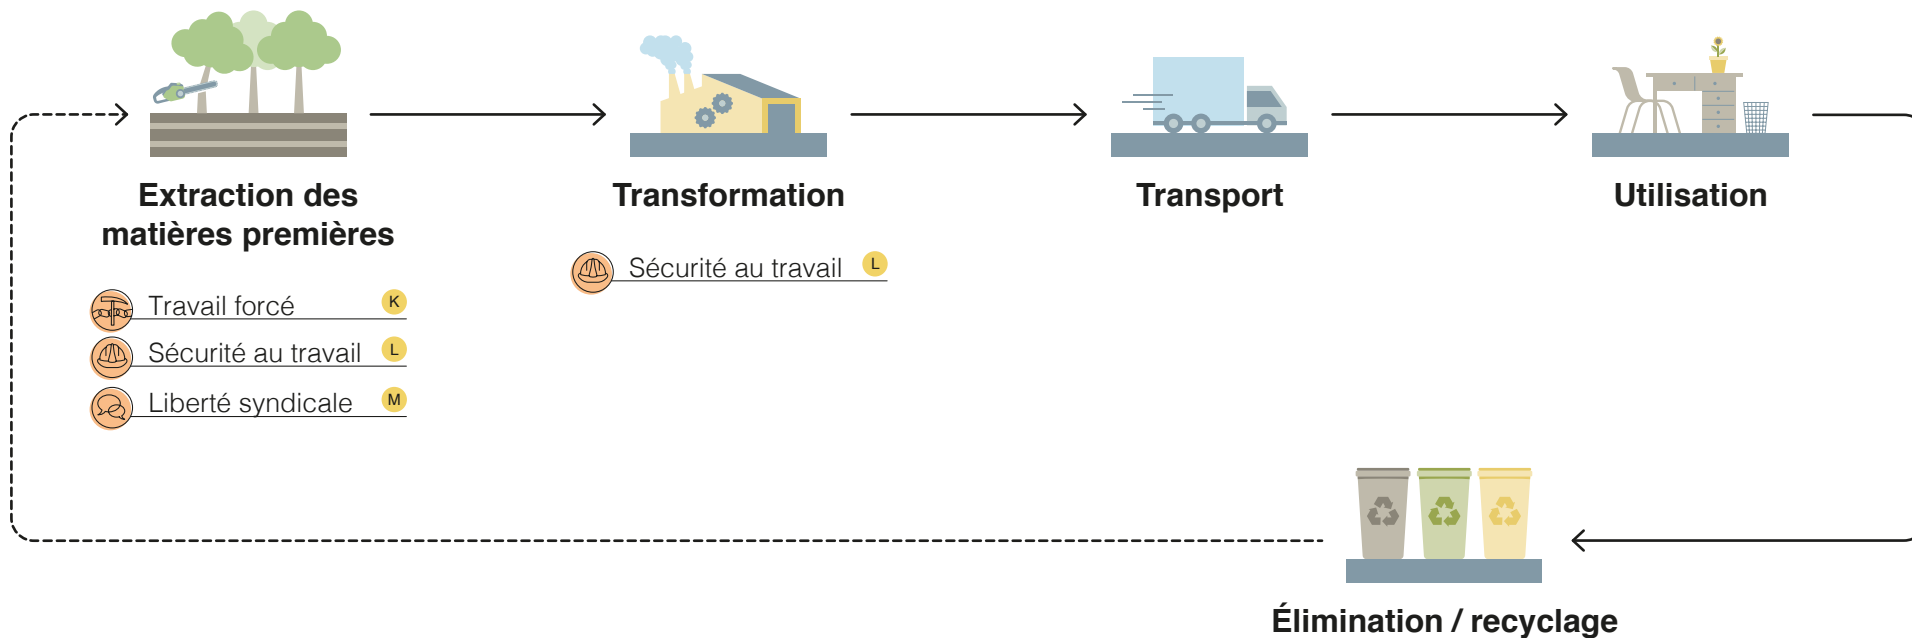 Extraction des
matières premières
Travail forcé K
Sécurité au travail L
Liberté syndicale M
Transformation
Sécurité au travail L
Transport
Utilisation
Élimination / recyclage